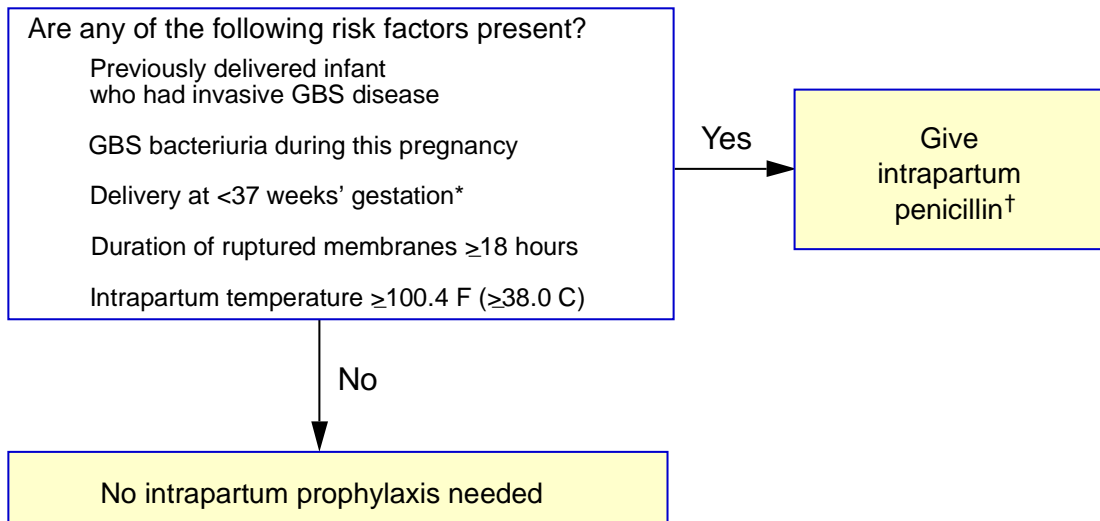 Are any of the following risk factors present?
Previously delivered infant
who had invasive GBS disease
GBS bacteriuria during this pregnancy
Delivery at <37 weeks’ gestation*
Duration of ruptured membranes ≥18 hours
Intrapartum temperature ≥100.4 F (≥38.0 C)
Yes
Give
intrapartum
penicillin†
No
No intrapartum prophylaxis needed